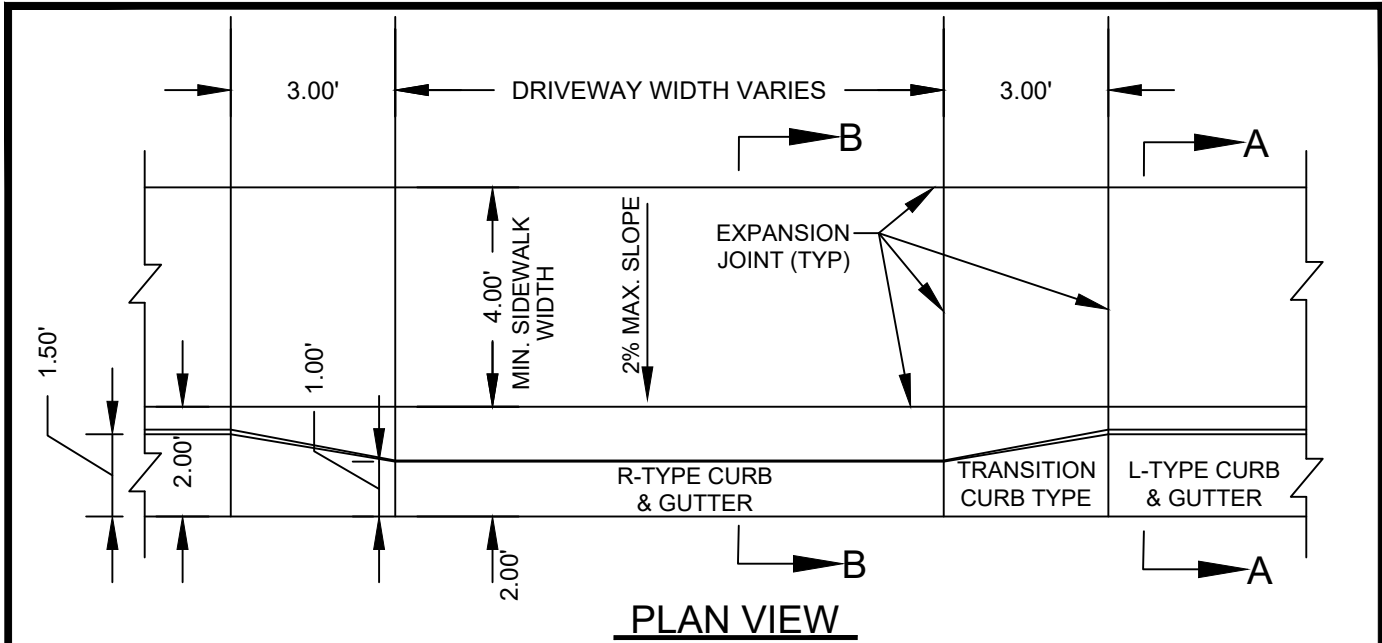 3.00'
DRIVEWAY WIDTH VARIES
3.00'
B
A
4.00'
MIN. SIDEWALK
WIDTH
2% MAX. SLOPE
EXPANSION
JOINT (TYP)
1.50'
2.00'
1.00'
R-TYPE CURB
& GUTTER
TRANSITION
CURB TYPE
L-TYPE CURB
& GUTTER
2.00'
B
A
PLAN VIEW